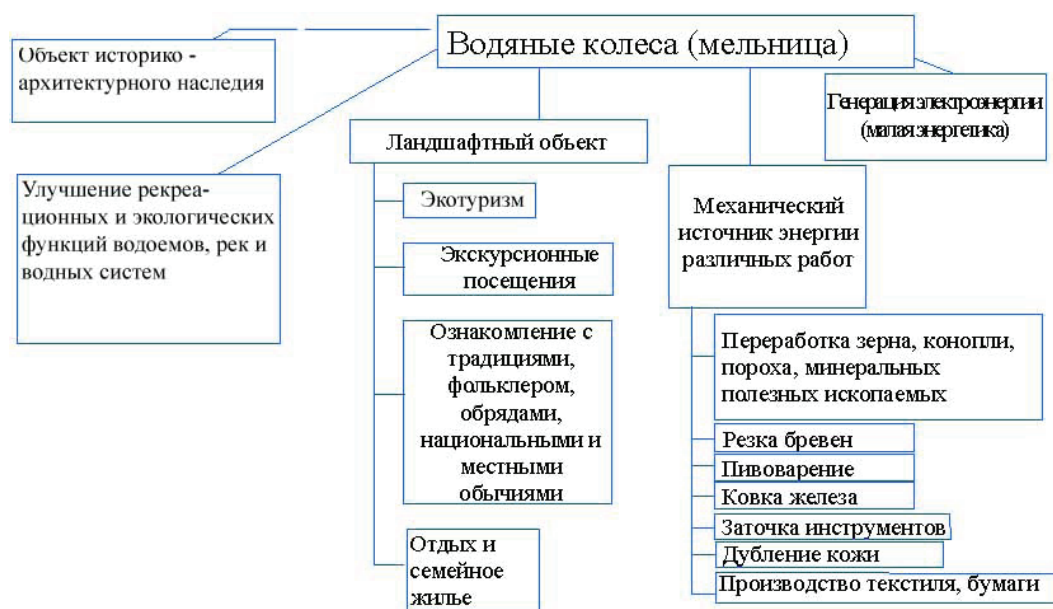 Водяные колеса (мельница)
Объект историко -
архитектурного наследия
Генерация электроэнергии
(малая энергетика)
Ландшафтный объект
Улучшение рекреа-
ционных и экологических
функций водоемов, рек и
водных систем
Механический
источник энергии
различных работ
Экотуризм
Экскурсионные
посещения
Ознакомление с
традициями,
фольклером,
обрядами,
национальными и
местными
обычиями
Отдых и
семейное
жилье
Переработка зерна, конопли,
пороха, минеральных
полезных ископаемых
Резка бревен
Пивоварение
Ковка железа
Заточка инструментов
Дубление кожи
Производство текстиля, бумаги